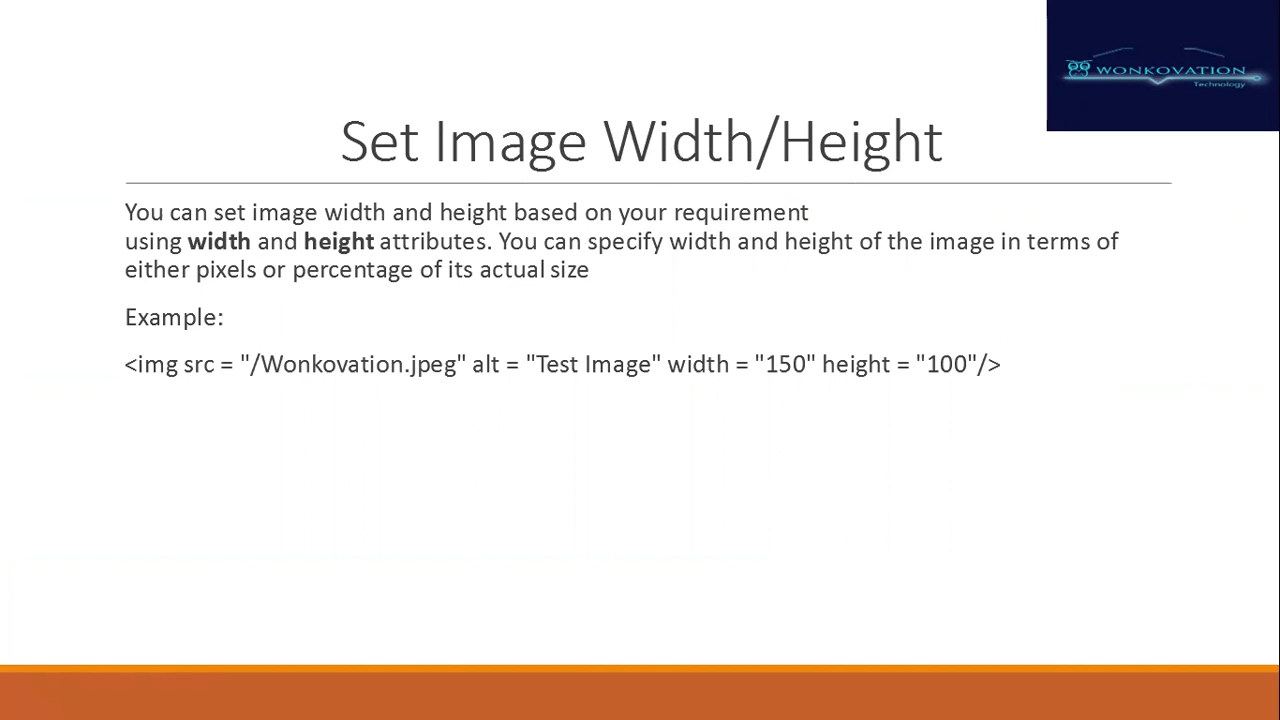 WONKOVATION
Technology
Set Image Width/Height
You can set image width and height based on your requirement
using width and height attributes. You can specify width and height of the image in terms of
either pixels or percentage of its actual size
Example:
<img src = "/Wonkovation.jpeg" alt = "Test Image" width = "150" height = "100"/>